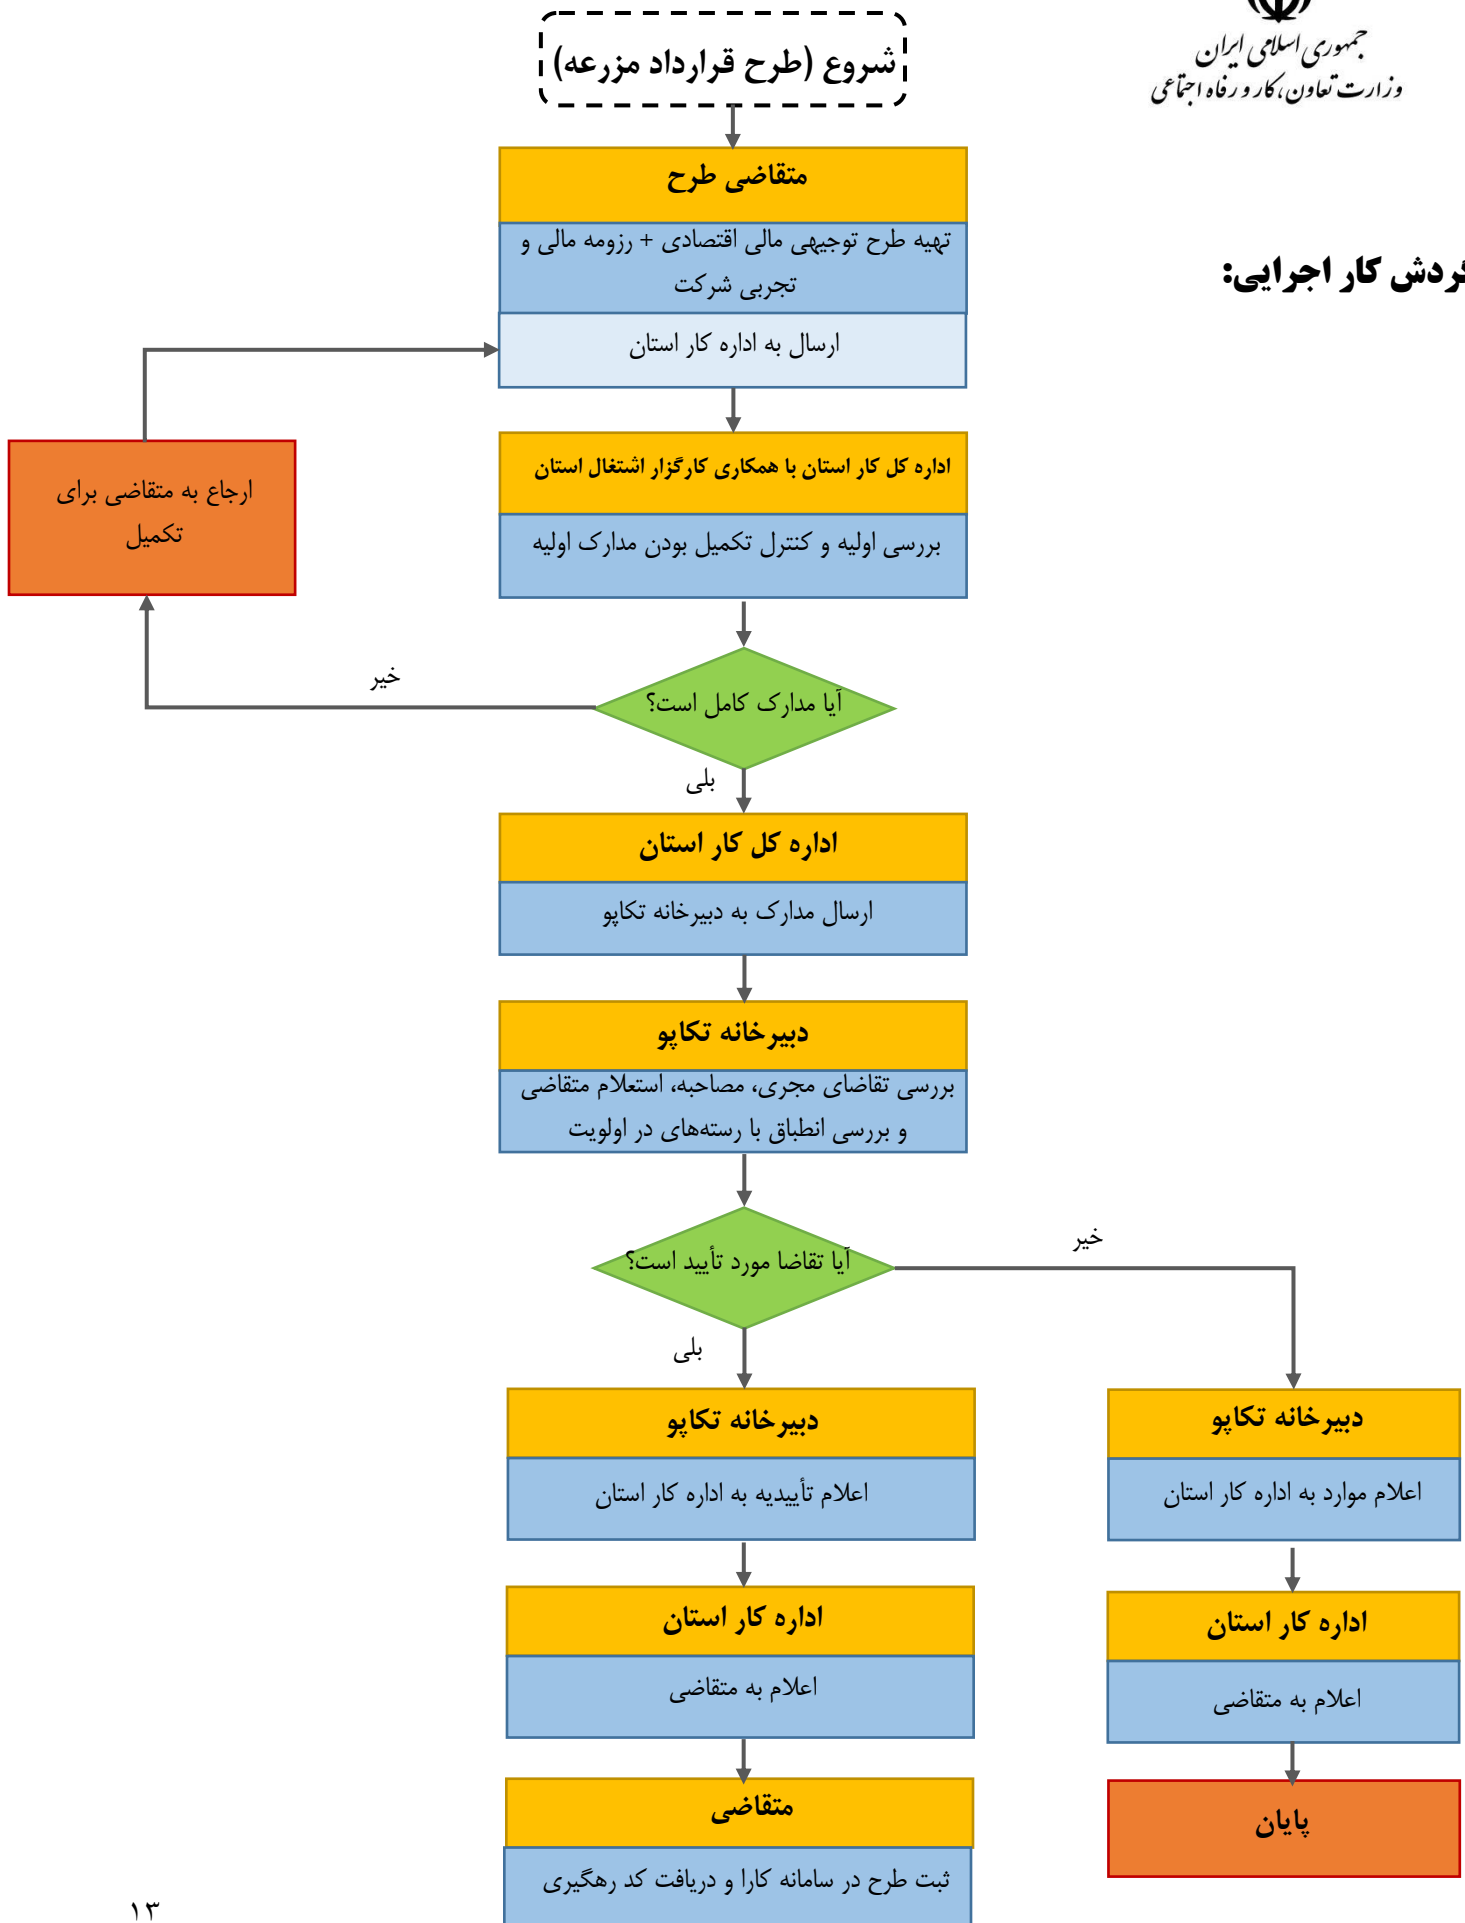 جمهوری اسلامی ایران
وزارت تعاون، کار و رفاه اجتماعی
گردش کار اجرایی:
شروع (طرح قرارداد مزرعه)
متقاضی طرح
تهیه طرح توجیهی مالی اقتصادی + رزومه مالی و
تجربی شرکت
ارسال به اداره کار استان
اداره کل کار استان با همکاری کارگزار اشتغال استان
بررسی اولیه و کنترل تکمیل بودن مدارک اولیه
ارجاع به متقاضی برای
تکمیل
آیا مدارک کامل است؟
خیر
بلی
اداره کل کار استان
ارسال مدارک به دبیرخانه تکاپو
دبیرخانه تکاپو
بررسی تقاضای مجری، مصاحبه، استعلام متقاضی
و بررسی انطباق با رسته‌های در اولویت
آیا تقاضا مورد تأیید است؟
خیر
بلی
دبیرخانه تکاپو
اعلام موارد به اداره کار استان
اداره کار استان
اعلام به متقاضی
پایان
دبیرخانه تکاپو
اعلام تأییدیه به اداره کار استان
اداره کار استان
اعلام به متقاضی
متقاضی
ثبت طرح در سامانه کارا و دریافت کد رهگیری
۱۳